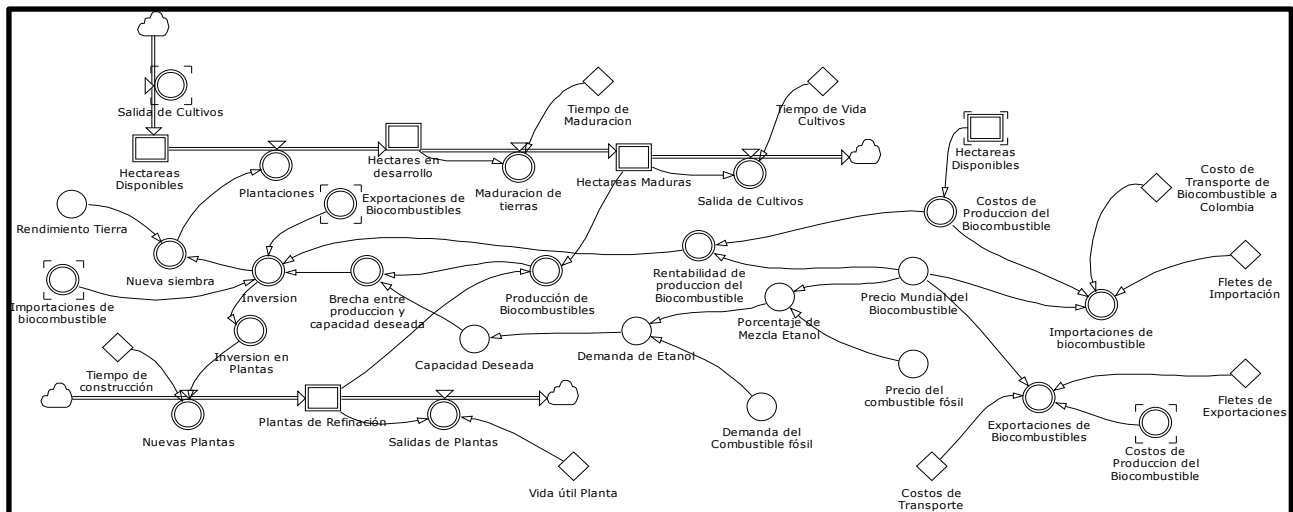 Salida de Cultivos
Hectareas
Disponibles
Plantaciones
Hectares en
desarrollo
Tiempo de
Maduracion
Maduracion de
tierras
Hectareas Maduras
Tiempo de Vida
Cultivos
Salida de Cultivos
Hectareas
Disponibles
Costos de
Produccion del
Biocombustible
Costo de
Transporte de
Biocombustible a
Colombia
Rendimiento Tierra
Nueva siembra
Exportaciones de
Biocombustibles
Importaciones de
biocombustible
Inversion
Brecha entre
produccion y
capacidad deseada
Producción de
Biocombustibles
Rentabilidad de
produccion del
Biocombustible
Precio Mundial del
Biocombustible
Fletes de
Importación
Importaciones de
biocombustible
Inversion en
Plantas
Capacidad Deseada
Demanda de Etanol
Porcentaje de
Mezcla Etanol
Precio del
combustible fósil
Tiempo de
construcción
Nuevas Plantas
Plantas de Refinación
Salidas de Plantas
Vida útil Planta
Demanda del
Combustible fósil
Costos de
Transporte
Exportaciones de
Biocombustibles
Fletes de
Exportaciones
Costos de
Produccion del
Biocombustible